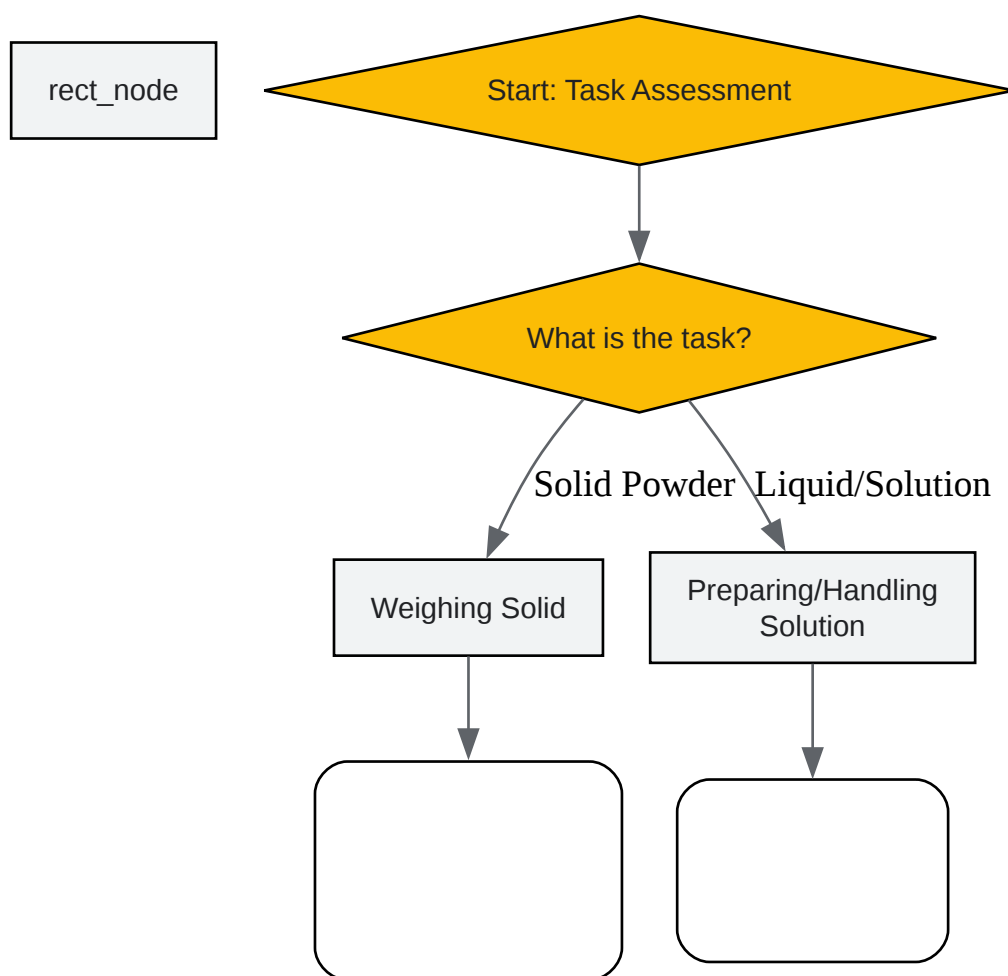 rect_node
Start: Task Assessment
What is the task?
Solid Powder
Liquid/Solution
Weighing Solid
Preparing/Handling
Solution